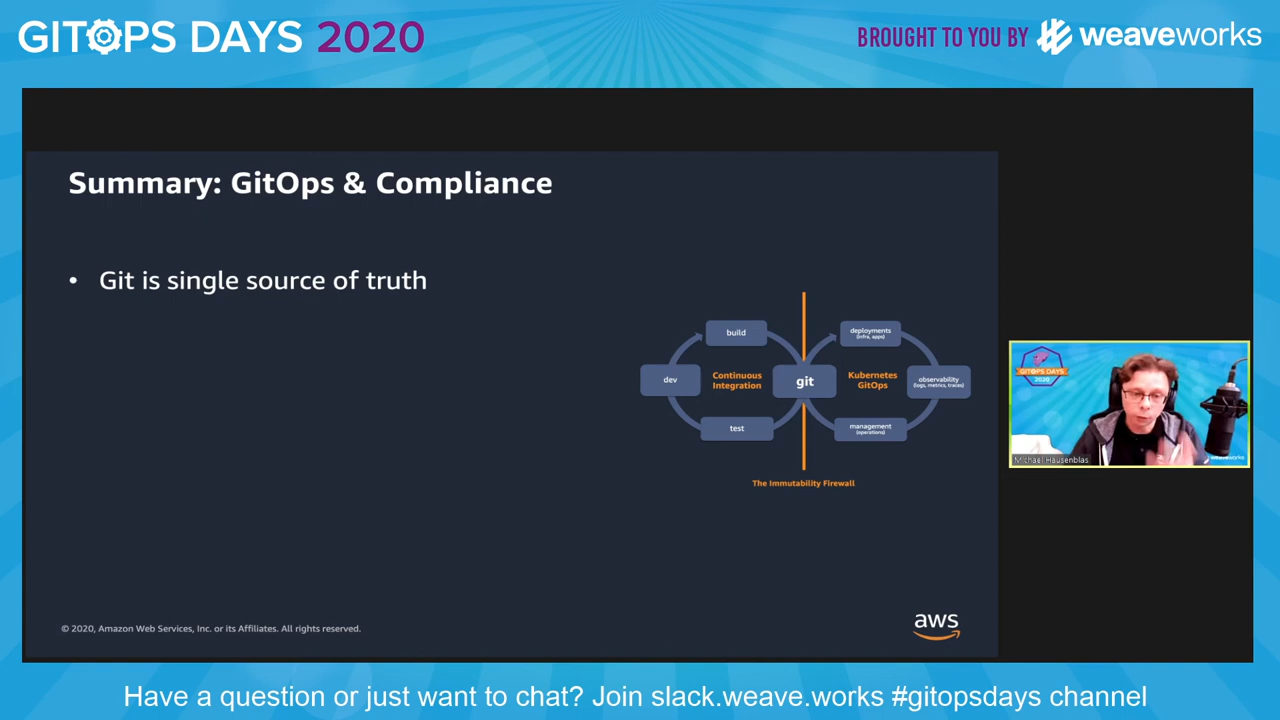 GITOPS DAYS 2020
BROUGHT TO YOU BY weaveworks
Summary: GitOps & Compliance
• Git is single source of truth
build
deployments
(infra, apps)
dev
Continuous
Integration
git
Kubernetes
GitOps
observability
(logs, metrics, traces)
test
management
(operations)
The Immutability Firewall
GITOPS DAYS
2020
Michael Hausenblas
weaveworks
© 2020, Amazon Web Services, Inc. or its Affiliates. All rights reserved.
aws
Have a question or just want to chat? Join slack.weave.works #gitopsdays channel